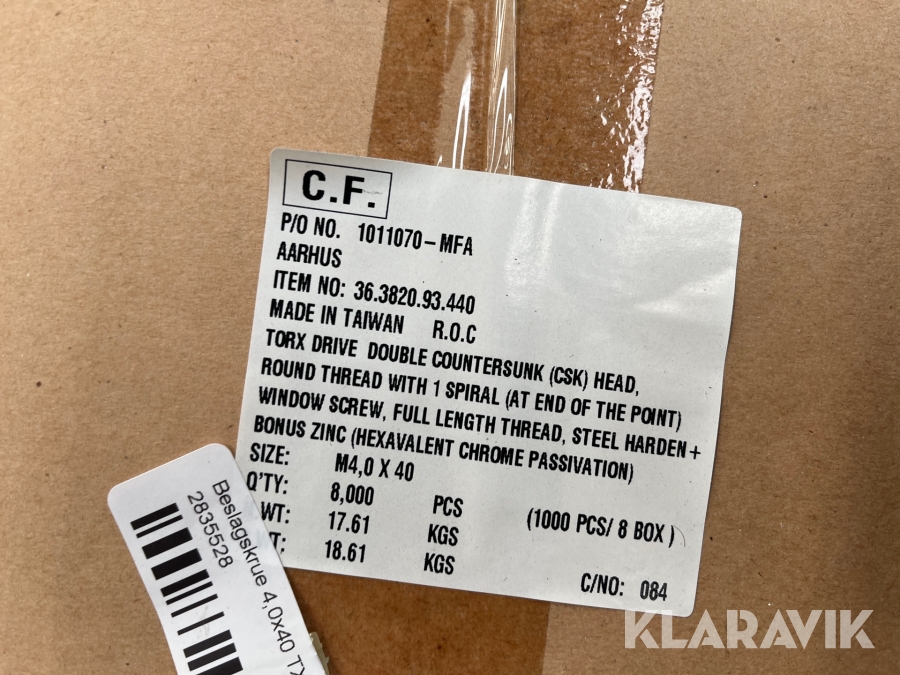 C.F.
P/O NO. 1011070-MFA
AARHUS
ITEM NO: 36.3820.93.440
MADE IN TAIWAN R.O.C
TORX DRIVE DOUBLE COUNTERSUNK (CSK) HEAD,
ROUND THREAD WITH 1 SPIRAL (AT END OF THE POINT)
WINDOW SCREW, FULL LENGTH THREAD, STEEL HARDEN+
BONUS ZINC (HEXAVALENT CHROME PASSIVATION)
SIZE: M4,0 X 40
Q'TY: 8,000 PCS (1000 PCS/ 8 BOX )
WT: 17.61 KGS
T: 18.61 KGS
C/NO: 084
Beslagskrue 4,0x40 TX
2835528
KLARAVIK